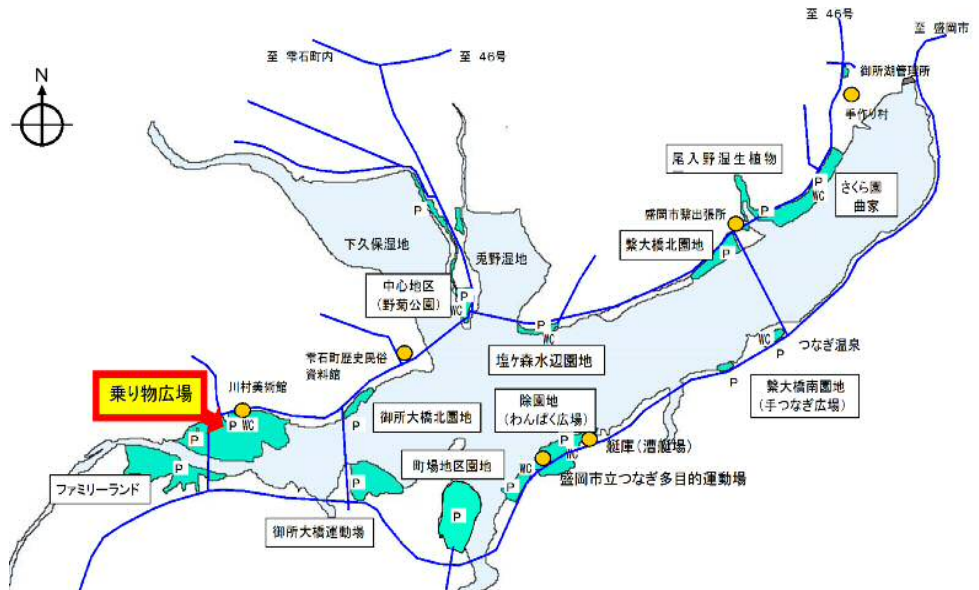 至 46号
至 盛岡市
至 雫石町内
至 46号
御所湖管理所
手作り村
N
尾入野湿生植物
P
WC
さくら園
曲家
P
盛岡市繋出張所
P
下久保湿地
兎野湿地
繋大橋北園地
P
中心地区
(野菊公園)
P
WC
P
WC
塩ケ森水辺園地
WC
P
つなぎ温泉
雫石町歴史民俗
資料館
川村美術館
乗り物広場
P WC
P
御所大橋北園地
P
除園地
(わんぱく広場)
P
繋大橋南園地
(手つなぎ広場)
P
WC
艇庫(漕艇場)
町場地区園地
WC
盛岡市立つなぎ多目的運動場
P
ファミリーランド
P
P
P
御所大橋運動場